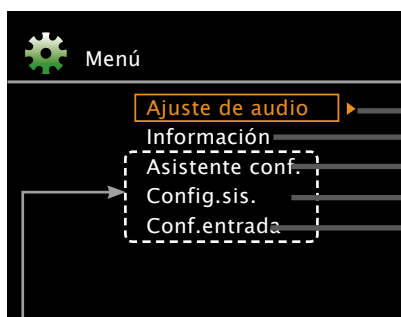 Menú
Ajuste de audio
Información
Asistente conf.
Config.sis.
Conf.entrada